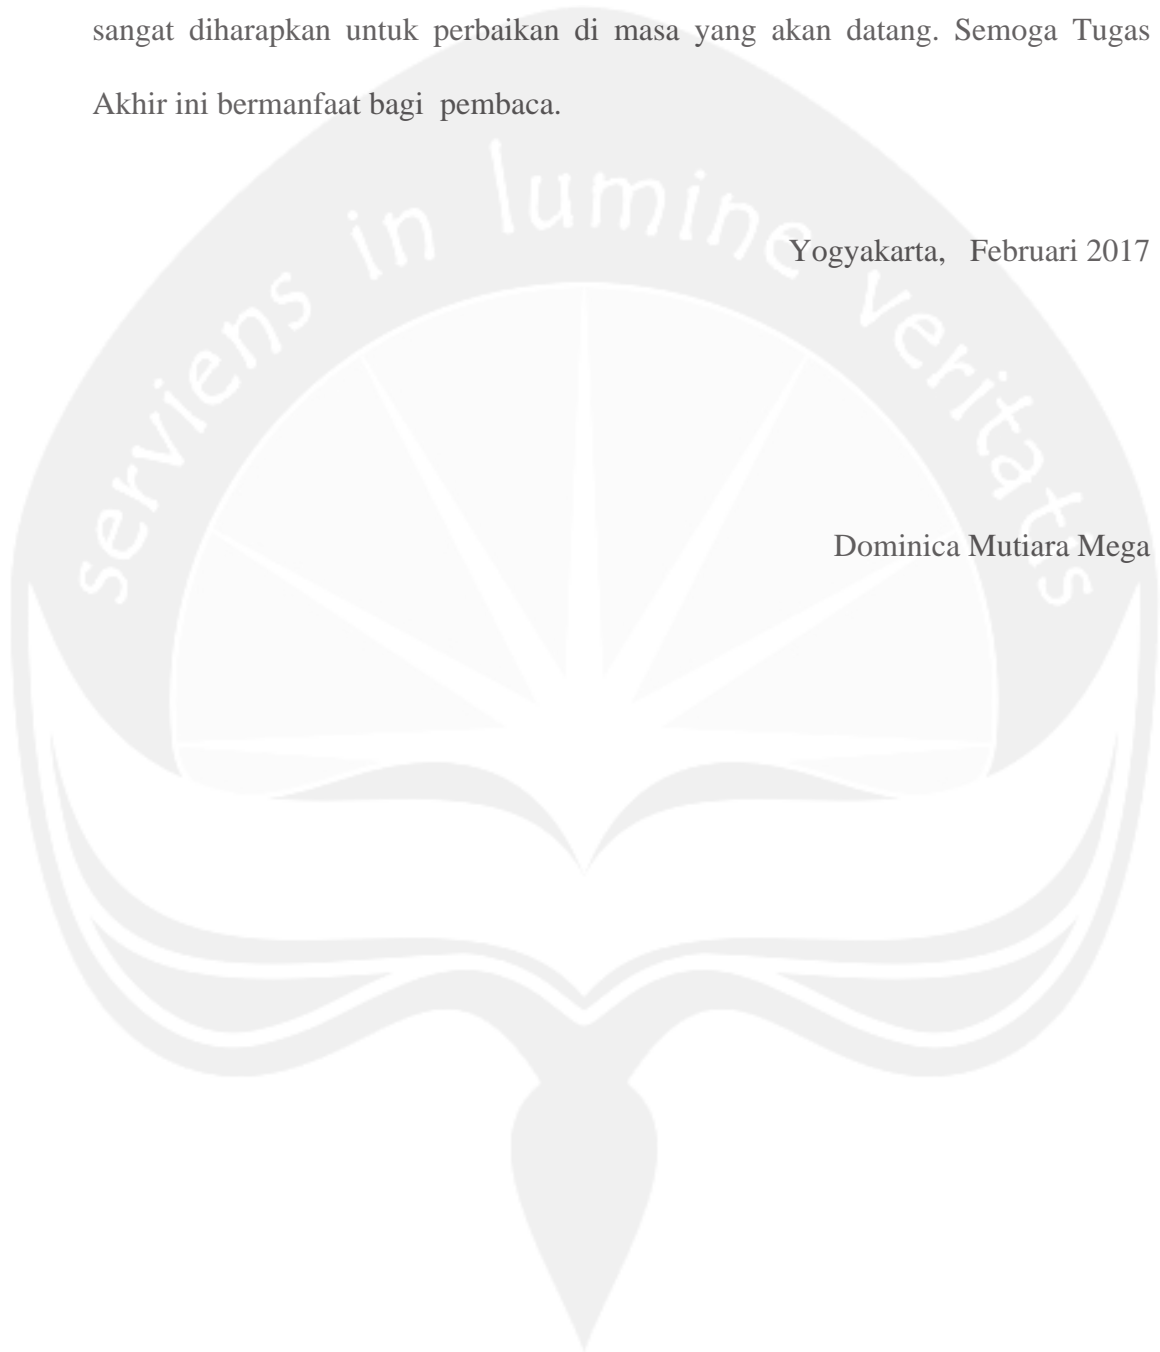 sangat diharapkan untuk perbaikan di masa yang akan datang. Semoga Tugas
Akhir ini bermanfaat bagi pembaca.
serviens in lumine veritatis
Yogyakarta, Februari 2017
Dominica Mutiara Mega